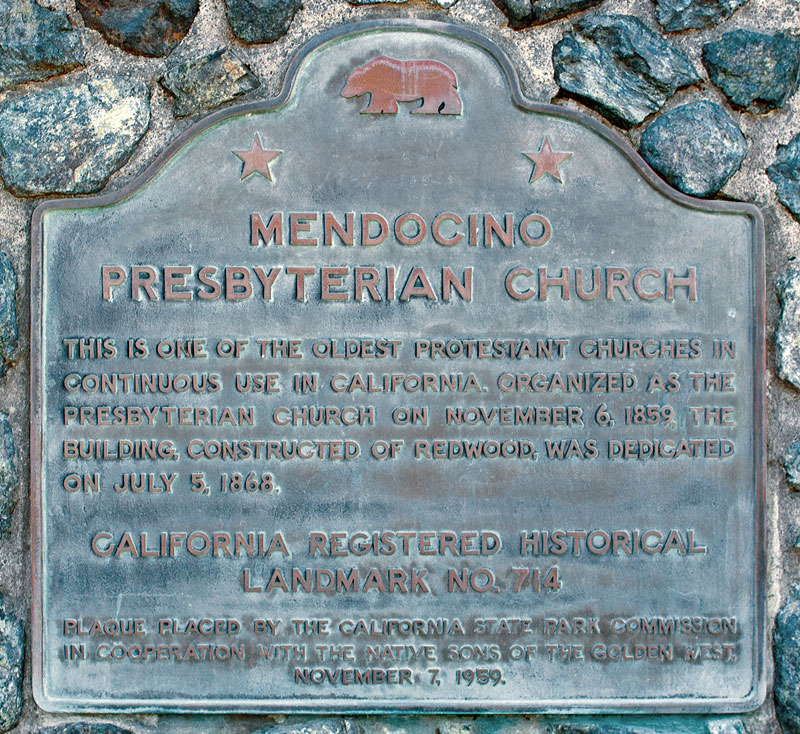 MENDOCINO
PRESBYTERIAN CHURCH
THIS IS ONE OF THE OLDEST PROTESTANT CHURCHES IN
CONTINUOUS USE IN CALIFORNIA. ORGANIZED AS THE
PRESBYTERIAN CHURCH ON NOVEMBER 6, 1859, THE
BUILDING, CONSTRUCTED OF REDWOOD, WAS DEDICATED
ON JULY 5, 1868.
CALIFORNIA REGISTERED HISTORICAL
LANDMARK NO. 714
PLAQUE PLACED BY THE CALIFORNIA STATE PARK COMMISSION
IN COOPERATION WITH THE NATIVE SONS OF THE GOLDEN WEST,
NOVEMBER 7, 1959.